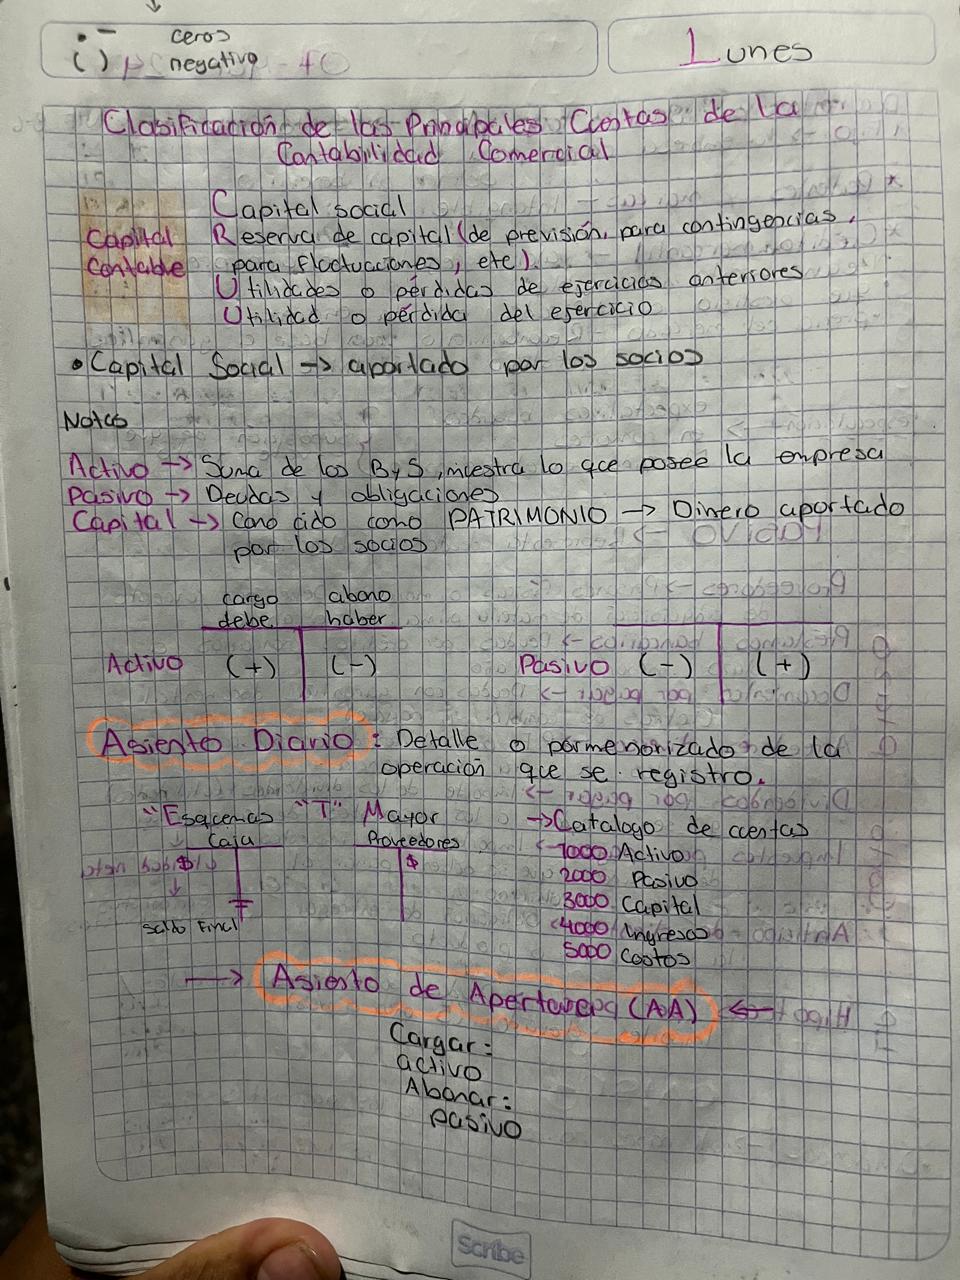 .. — ceros
( ) negativo
Lunes
Clasificación de las Principales Cuentas de la
Contabilidad Comercial
Capital Contable
Capital social
Reserva de capital (de previsión, para contingencias,
para fluctuaciones, etc).
Utilidades o pérdidas de ejercicios anteriores
Utilidad o pérdida del ejercicio
• Capital Social → aportado por los socios
Notas
Activo → Suma de los B y S, muestra lo que posee la empresa
Pasivo → Deudas y obligaciones
Capital → Cono cido como PATRIMONIO → Dinero aportado
por los socios
cargo abono
debe haber
Activo (+) (-) Pasivo (-) (+)
Asiento Diario: Detalle o pormenorizado de la
operación que se registro.
"Esquemas "T" Mayor
Caja Proveedores
$ $
Saldo Final
→ Catalogo de cuentas
1000 Activo
2000 Pasivo
3000 Capital
4000 Ingresos
5000 Costos
→ Asiento de Apertura (AA) ←
Cargar:
activo
Abonar:
pasivo
Scribe